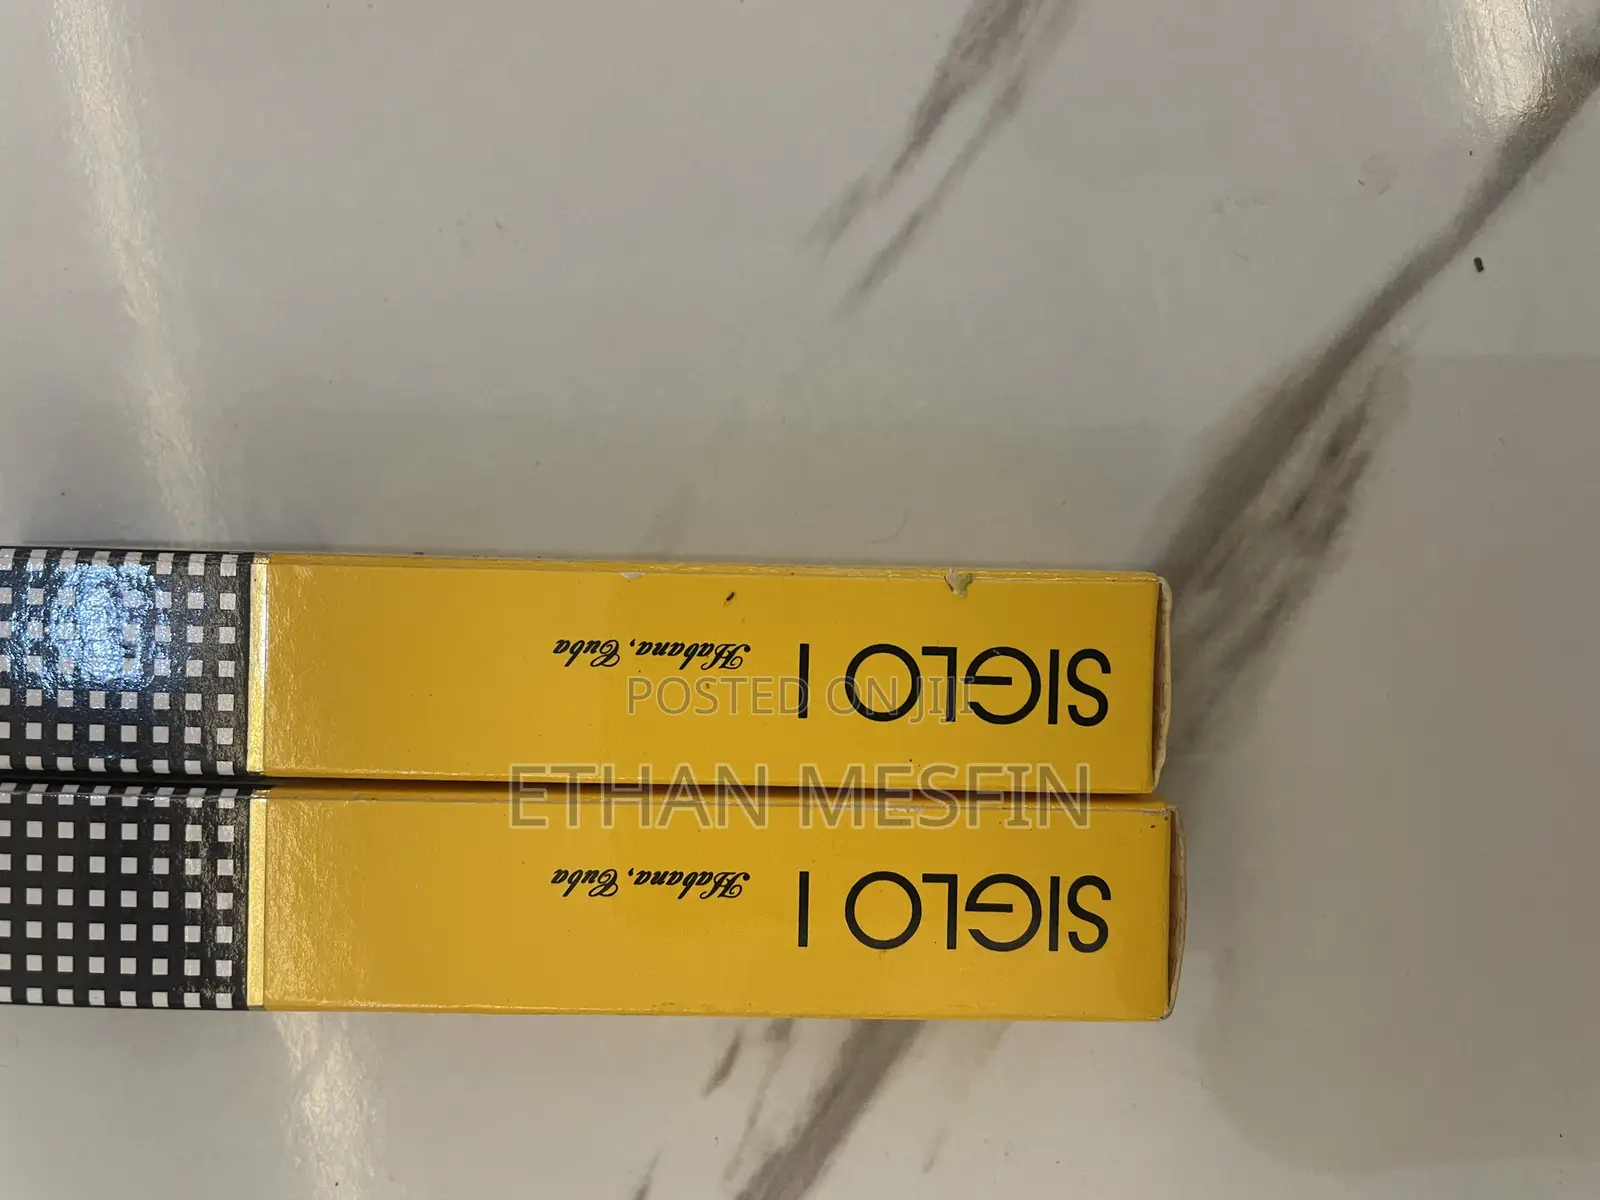 SIGLO I
Habana, Cuba
POSTED ON JIJI
ETHAN MESFIN
SIGLO I
Habana, Cuba